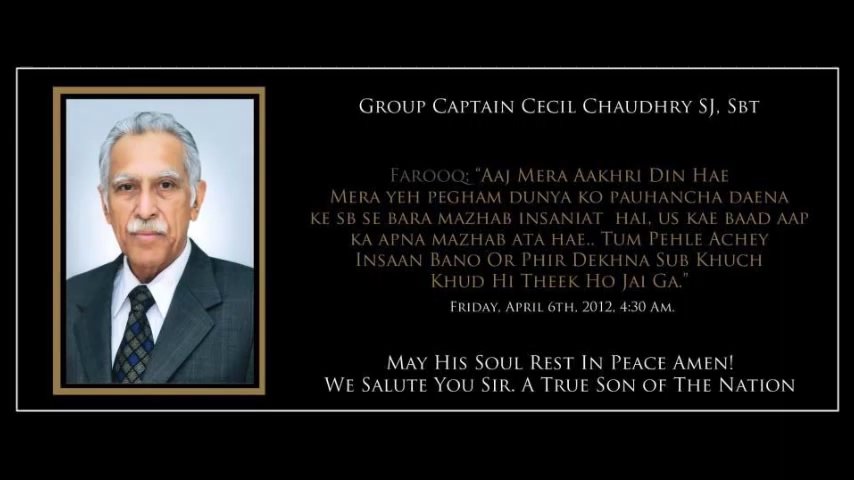 Group Captain Cecil Chaudhry SJ, Sbt
Farooq: "Aaj Mera Aakhri Din Hae
Mera yeh pegham dunya ko pauhancha daena
ke sb se bara mazhab insaniat hai, us kae baad aap
ka apna mazhab ata hae.. Tum Pehle Achey
Insaan Bano Or Phir Dekhna Sub Khuch
Khud Hi Theek Ho Jai Ga."
Friday, April 6th, 2012, 4:30 Am.
May His Soul Rest In Peace Amen!
We Salute You Sir. A True Son of The Nation